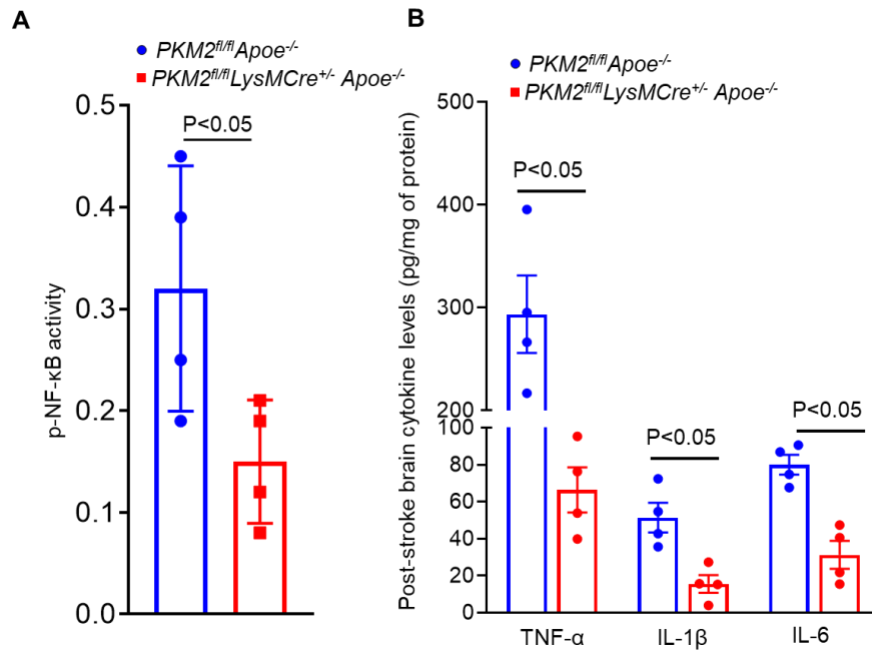 A
PKM2fl/flApoe-/-
PKM2fl/flLysMCre+/- Apoe-/-
P<0.05
p-NF-κB activity
0.5
0.4
0.3
0.2
0.1
0.0
B
PKM2fl/flApoe-/-
PKM2fl/flLysMCre+/- Apoe-/-
Post-stroke brain cytokine levels (pg/mg of protein)
500
400
300
200
100
80
60
40
20
0
P<0.05
P<0.05
P<0.05
TNF-α IL-1β IL-6